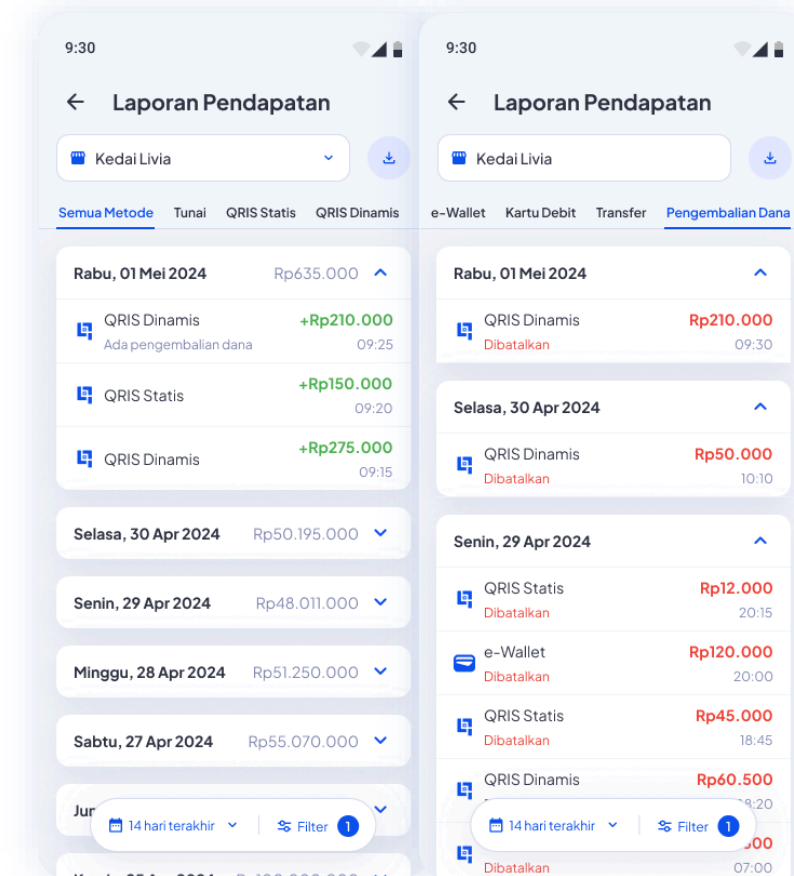 9:30
Laporan Pendapatan
Kedai Livia
Semua Metode Tunai QRIS Statis QRIS Dinamis
Rabu, 01 Mei 2024 Rp635.000
QRIS Dinamis +Rp210.000
Ada pengembalian dana 09:25
QRIS Statis +Rp150.000
09:20
QRIS Dinamis +Rp275.000
09:15
Selasa, 30 Apr 2024 Rp50.195.000
Senin, 29 Apr 2024 Rp48.011.000
Minggu, 28 Apr 2024 Rp51.250.000
Sabtu, 27 Apr 2024 Rp55.070.000
14 hari terakhir Filter 1
9:30
Laporan Pendapatan
Kedai Livia
e-Wallet Kartu Debit Transfer Pengembalian Dana
Rabu, 01 Mei 2024
QRIS Dinamis Rp210.000
Dibatalkan 09:30
Selasa, 30 Apr 2024
QRIS Dinamis Rp50.000
Dibatalkan 10:10
Senin, 29 Apr 2024
QRIS Statis Rp12.000
Dibatalkan 20:15
e-Wallet Rp120.000
Dibatalkan 20:00
QRIS Statis Rp45.000
Dibatalkan 18:45
QRIS Dinamis Rp60.500
14 hari terakhir Filter 1
Dibatalkan 07:00